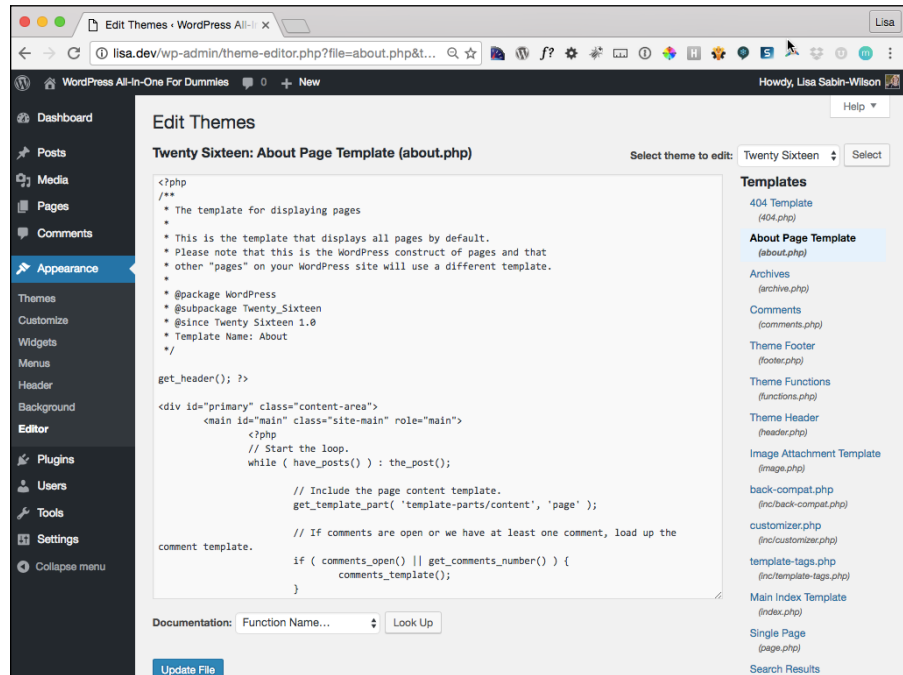 Edit Themes ‹ WordPress All-In
Lisa
lisa.dev/wp-admin/theme-editor.php?file=about.php&t...
WordPress All-In-One For Dummies 0 + New Howdy, Lisa Sabin-Wilson
Help
Dashboard
Posts
Media
Pages
Comments
Appearance
Themes
Customize
Widgets
Menus
Header
Background
Editor
Plugins
Users
Tools
Settings
Collapse menu
Edit Themes
Twenty Sixteen: About Page Template (about.php)
Select theme to edit: Twenty Sixteen Select
<?php
/**
 * The template for displaying pages
 *
 * This is the template that displays all pages by default.
 * Please note that this is the WordPress construct of pages and that
 * other "pages" on your WordPress site will use a different template.
 *
 * @package WordPress
 * @subpackage Twenty_Sixteen
 * @since Twenty Sixteen 1.0
 * Template Name: About
 */
get_header(); ?>
<div id="primary" class="content-area">
<main id="main" class="site-main" role="main">
<?php
// Start the loop.
while ( have_posts() ) : the_post();
// Include the page content template.
get_template_part( 'template-parts/content', 'page' );
// If comments are open or we have at least one comment, load up the
comment template.
if ( comments_open() || get_comments_number() ) {
comments_template();
}
Documentation: Function Name... Look Up
Update File
Templates
404 Template
(404.php)
About Page Template
(about.php)
Archives
(archive.php)
Comments
(comments.php)
Theme Footer
(footer.php)
Theme Functions
(functions.php)
Theme Header
(header.php)
Image Attachment Template
(image.php)
back-compat.php
(inc/back-compat.php)
customizer.php
(inc/customizer.php)
template-tags.php
(inc/template-tags.php)
Main Index Template
(index.php)
Single Page
(page.php)
Search Results